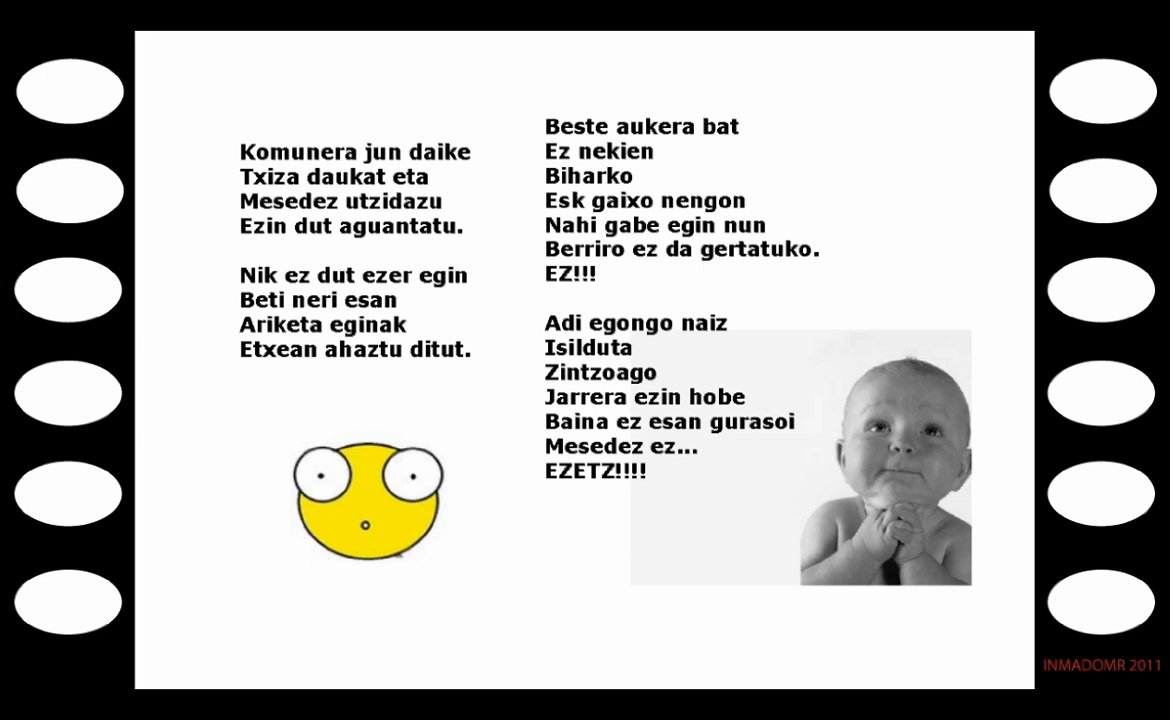 Komunera jun daike
Txiza daukat eta
Mesedez utzidazu
Ezin dut aguantatu.
Nik ez dut ezer egin
Beti neri esan
Ariketa eginak
Etxean ahaztu ditut.
Beste aukera bat
Ez nekien
Biharko
Esk gaixo nengon
Nahi gabe egin nun
Berriro ez da gertatuko.
EZ!!!
Adi egongo naiz
Isilduta
Zintzoago
Jarrera ezin hobe
Baina ez esan gurasoi
Mesedez ez...
EZETZ!!!!
INMADOMR 2011